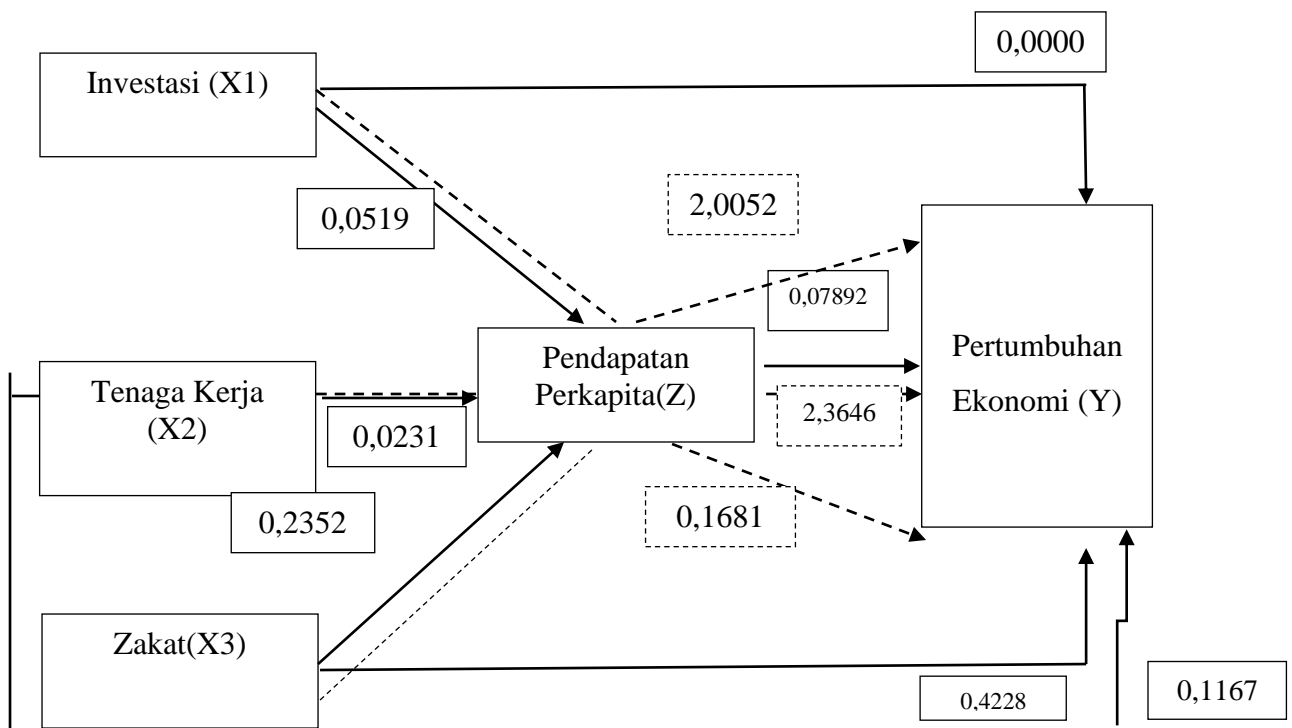 0,0000
Investasi (X1)
0,0519
2,0052
0,07892
Pendapatan
Perkapita(Z)
Pertumbuhan
Ekonomi (Y)
Tenaga Kerja
(X2)
0,0231
2,3646
0,2352
0,1681
Zakat(X3)
0,4228
0,1167